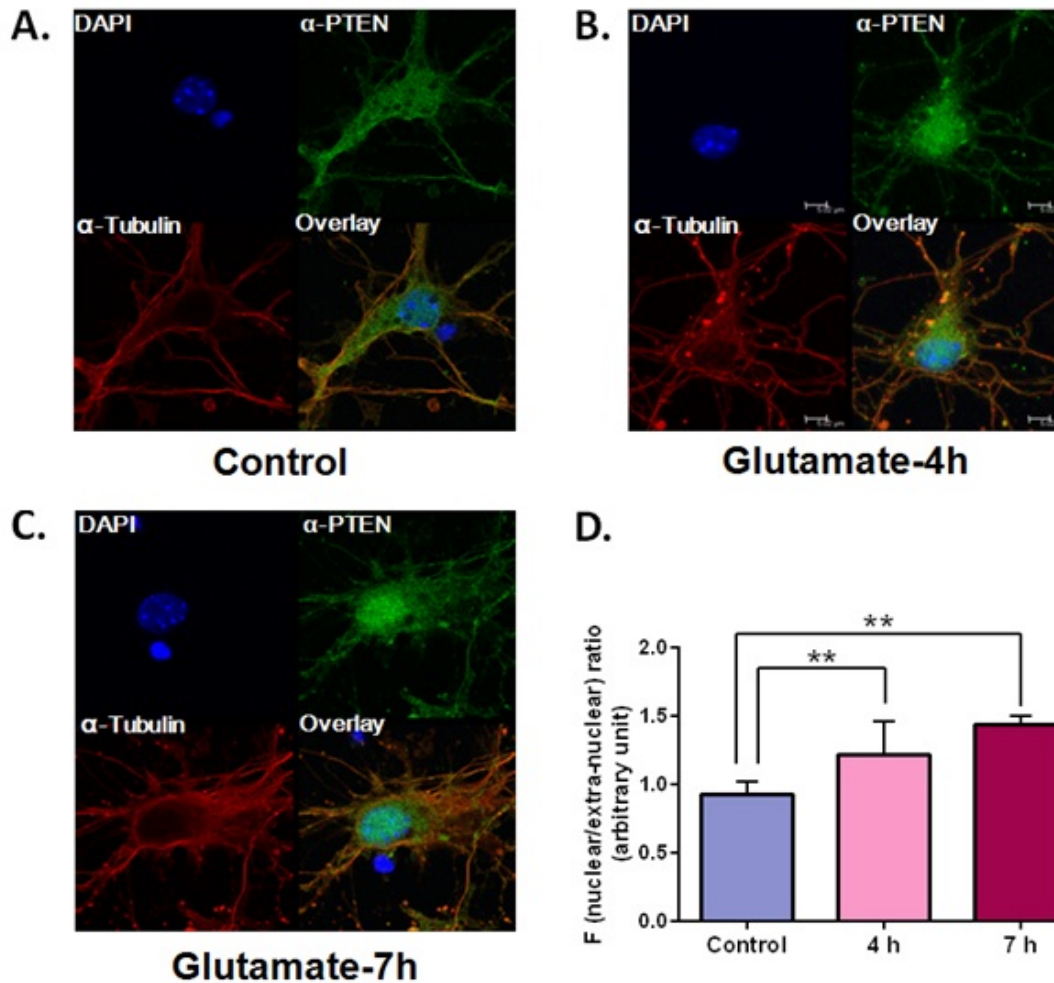 A.
DAPI
α-PTEN
α-Tubulin
Overlay
Control
B.
DAPI
α-PTEN
α-Tubulin
Overlay
Glutamate-4h
C.
DAPI
α-PTEN
α-Tubulin
Overlay
Glutamate-7h
D.
F (nuclear/extra-nuclear) ratio
(arbitrary unit)
2.0
1.5
1.0
0.5
0.0
**
**
Control
4 h
7 h